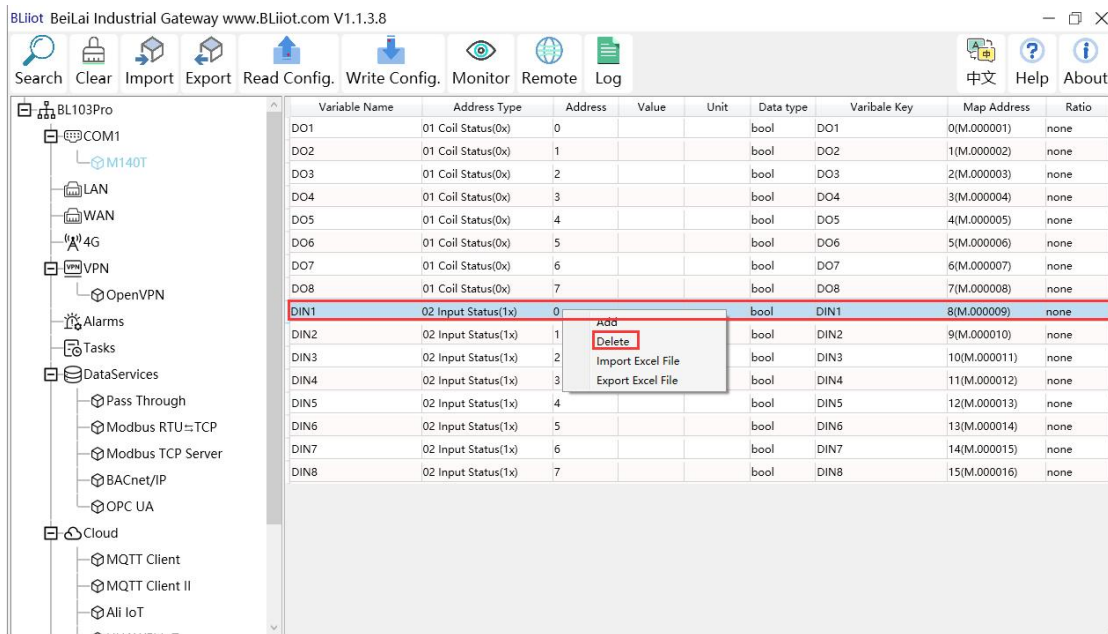 BLiiot BeiLai Industrial Gateway www.BLiiot.com V1.1.3.8
Search Clear Import Export Read Config. Write Config. Monitor Remote Log 中文 Help About
BL103Pro
COM1
M140T
LAN
WAN
4G
VPN
OpenVPN
Alarms
Tasks
DataServices
Pass Through
Modbus RTU⇆TCP
Modbus TCP Server
BACnet/IP
OPC UA
Cloud
MQTT Client
MQTT Client II
Ali IoT
Variable Name Address Type Address Value Unit Data type Varibale Key Map Address Ratio
DO1 01 Coil Status(0x) 0 bool DO1 0(M.000001) none
DO2 01 Coil Status(0x) 1 bool DO2 1(M.000002) none
DO3 01 Coil Status(0x) 2 bool DO3 2(M.000003) none
DO4 01 Coil Status(0x) 3 bool DO4 3(M.000004) none
DO5 01 Coil Status(0x) 4 bool DO5 4(M.000005) none
DO6 01 Coil Status(0x) 5 bool DO6 5(M.000006) none
DO7 01 Coil Status(0x) 6 bool DO7 6(M.000007) none
DO8 01 Coil Status(0x) 7 bool DO8 7(M.000008) none
DIN1 02 Input Status(1x) 0 bool DIN1 8(M.000009) none
DIN2 02 Input Status(1x) 1 bool DIN2 9(M.000010) none
DIN3 02 Input Status(1x) 2 bool DIN3 10(M.000011) none
DIN4 02 Input Status(1x) 3 bool DIN4 11(M.000012) none
DIN5 02 Input Status(1x) 4 bool DIN5 12(M.000013) none
DIN6 02 Input Status(1x) 5 bool DIN6 13(M.000014) none
DIN7 02 Input Status(1x) 6 bool DIN7 14(M.000015) none
DIN8 02 Input Status(1x) 7 bool DIN8 15(M.000016) none
Add
Delete
Import Excel File
Export Excel File